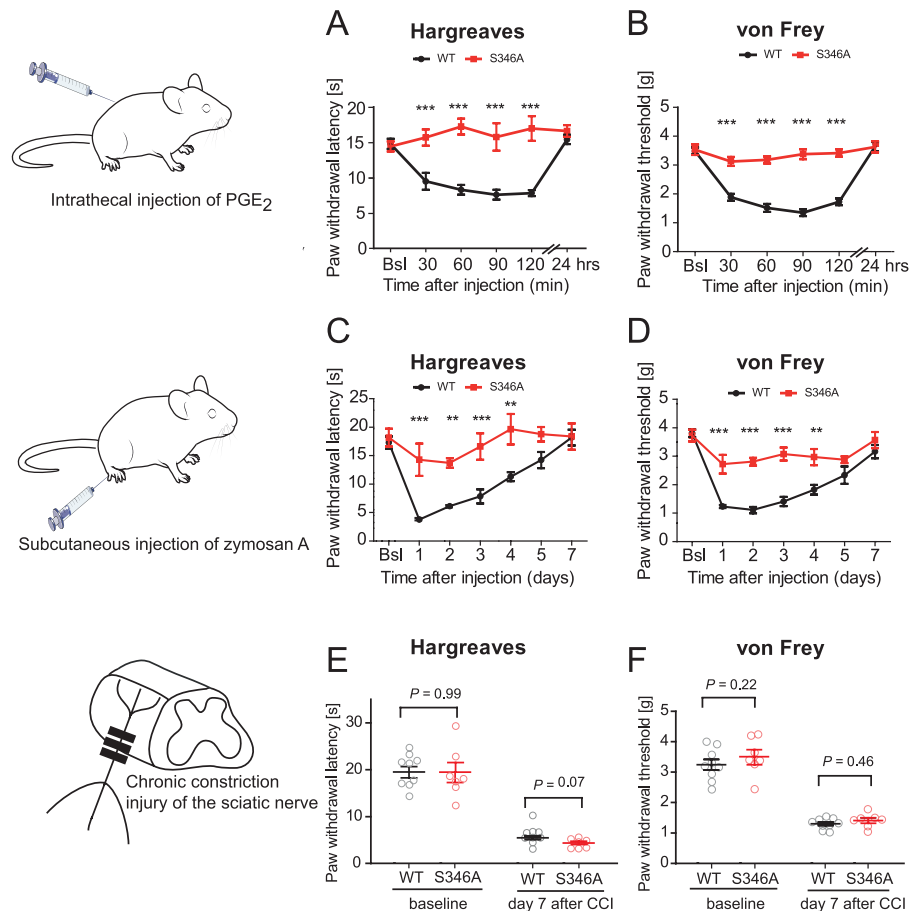 A
Hargreaves
WT S346A
Paw withdrawal latency [s]
20
15
10
5
0
*** *** *** ***
Bsl 30 60 90 120 24 hrs
Time after injection (min)
B
von Frey
WT S346A
Paw withdrawal threshold [g]
5
4
3
2
1
0
*** *** *** ***
Bsl 30 60 90 120 24 hrs
Time after injection (min)
Intrathecal injection of PGE2
C
Hargreaves
WT S346A
Paw withdrawal latency [s]
25
20
15
10
5
0
*** ** *** **
Bsl 1 2 3 4 5 7
Time after injection (days)
D
von Frey
WT S346A
Paw withdrawal threshold [g]
5
4
3
2
1
0
*** *** *** **
Bsl 1 2 3 4 5 7
Time after injection (days)
Subcutaneous injection of zymosan A
Chronic constriction
injury of the sciatic nerve
E
Hargreaves
Paw withdrawal latency [s]
30
20
10
0
P = 0.99
P = 0.07
WT S346A WT S346A
baseline day 7 after CCI
F
von Frey
Paw withdrawal threshold [g]
5
4
3
2
1
0
P = 0.22
P = 0.46
WT S346A WT S346A
baseline day 7 after CCI